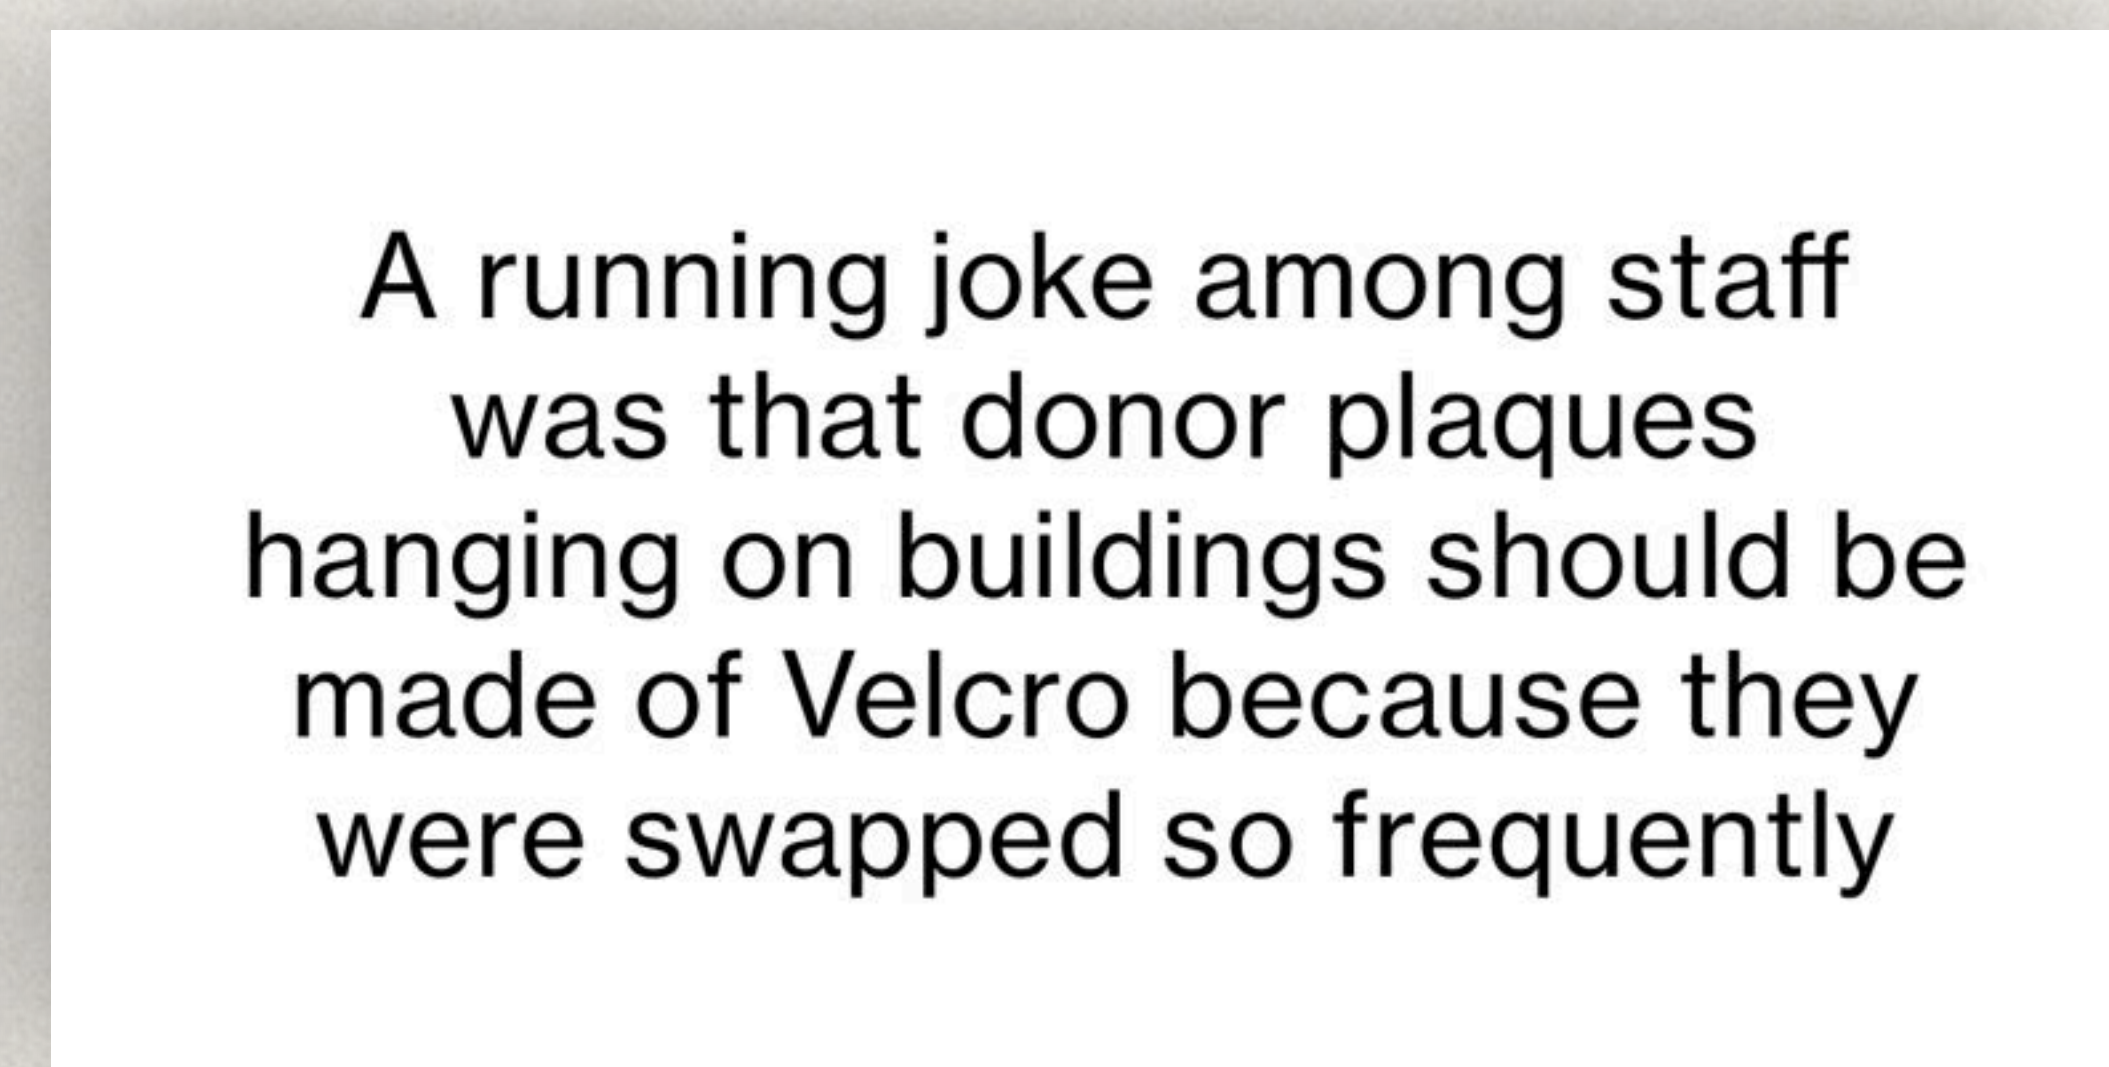 A running joke among staff
was that donor plaques
hanging on buildings should be
made of Velcro because they
were swapped so frequently